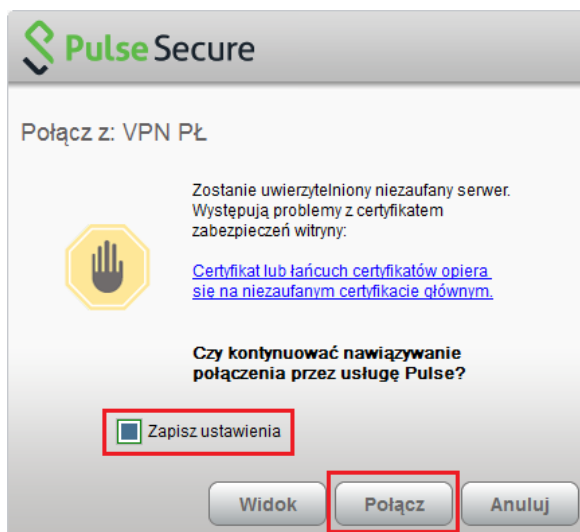 Pulse Secure
Połącz z: VPN PŁ
Zostanie uwierzytelniony niezaufany serwer.
Występują problemy z certyfikatem
zabezpieczeń witryny:
Certyfikat lub łańcuch certyfikatów opiera
się na niezaufanym certyfikacie głównym.
Czy kontynuować nawiązywanie
połączenia przez usługę Pulse?
Zapisz ustawienia
Widok Połącz Anuluj